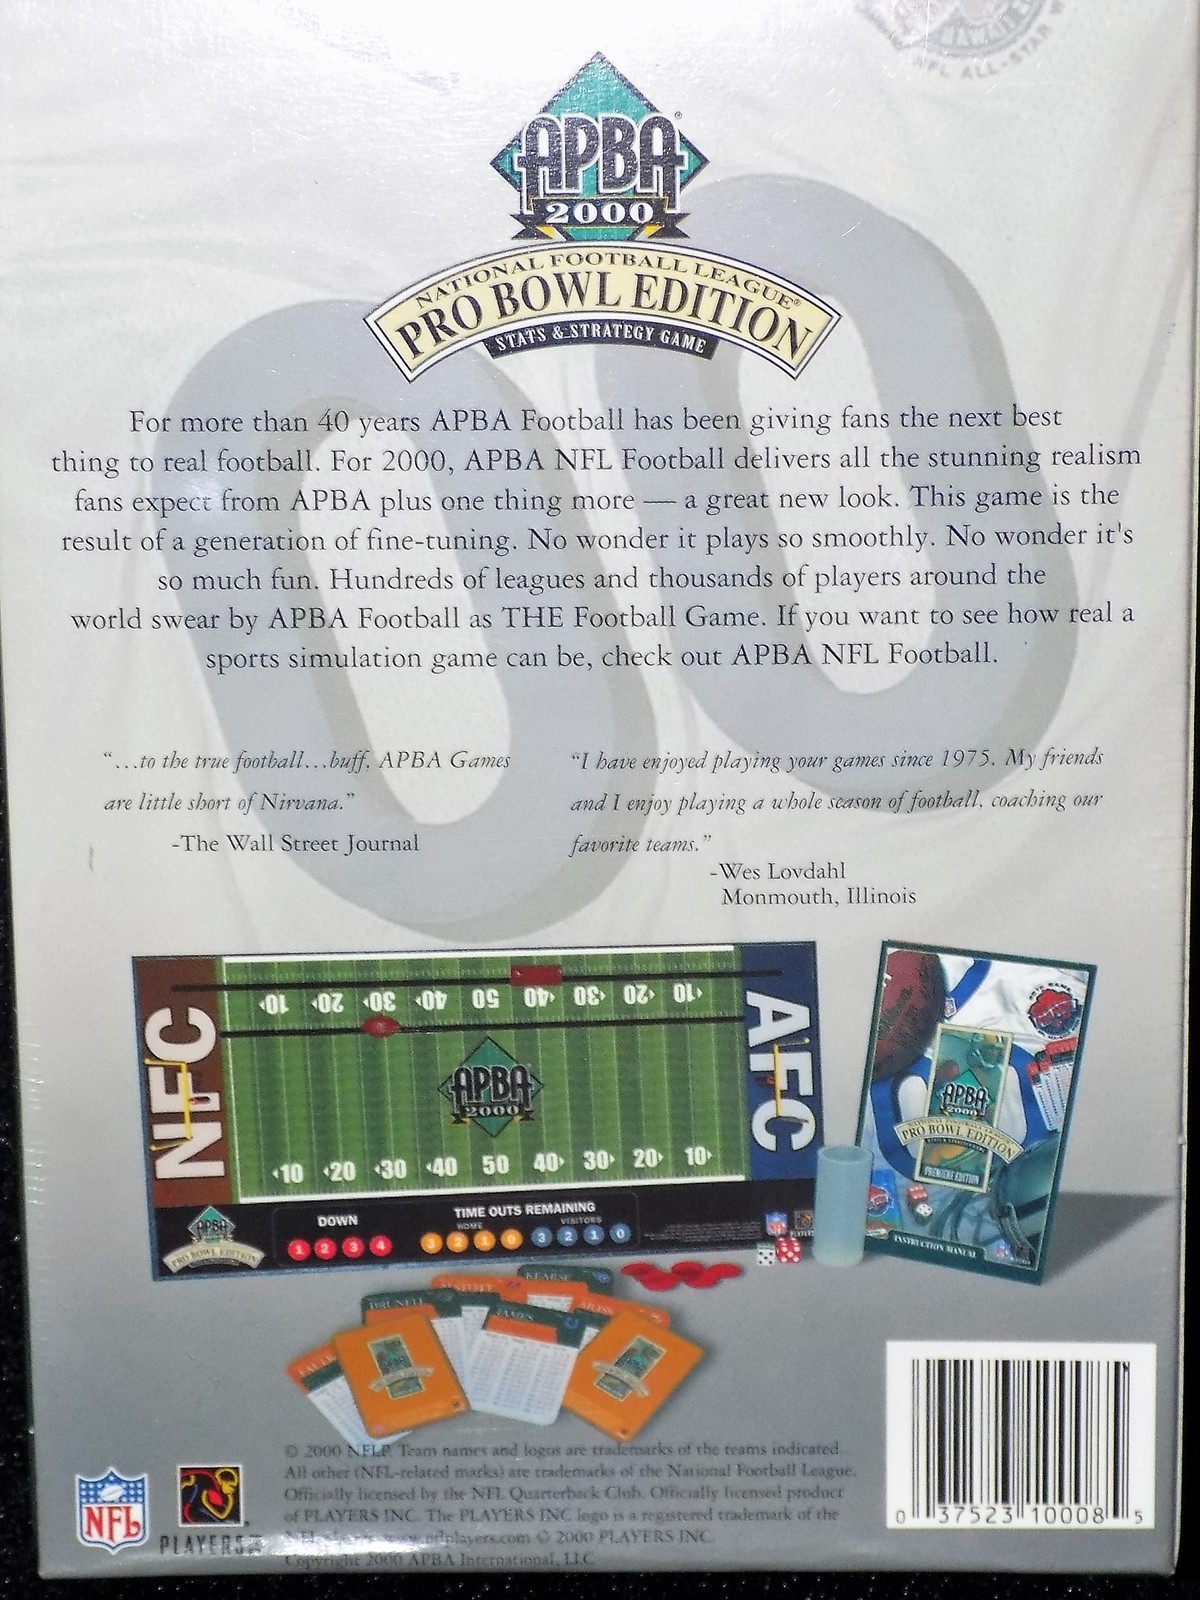 HAWAII
NFL ALL-STAR
APBA®
2000
NATIONAL FOOTBALL LEAGUE®
PRO BOWL EDITION
STATS & STRATEGY GAME
For more than 40 years APBA Football has been giving fans the next best
thing to real football. For 2000, APBA NFL Football delivers all the stunning realism
fans expect from APBA plus one thing more — a great new look. This game is the
result of a generation of fine-tuning. No wonder it plays so smoothly. No wonder it's
so much fun. Hundreds of leagues and thousands of players around the
world swear by APBA Football as THE Football Game. If you want to see how real a
sports simulation game can be, check out APBA NFL Football.
“...to the true football...buff, APBA Games
are little short of Nirvana.”
-The Wall Street Journal
“I have enjoyed playing your games since 1975. My friends
and I enjoy playing a whole season of football, coaching our
favorite teams.”
-Wes Lovdahl
Monmouth, Illinois
NFC
10 20 30 40 50 40 30 20 10
APBA
2000
10 20 30 40 50 40 30 20 10
AFC
APBA
2000
PRO BOWL EDITION
DOWN
1 2 3 4
TIME OUTS REMAINING
HOME
3 2 1 0
VISITORS
3 2 1 0
APBA
2000
PRO BOWL EDITION
PREMIERE EDITION
INSTRUCTION MANUAL
FAULK
BRUNELL
ALSTOTT
KEARSE
JAMES
MOSS
© 2000 NFLP. Team names and logos are trademarks of the teams indicated.
All other (NFL-related marks) are trademarks of the National Football League.
Officially licensed by the NFL Quarterback Club. Officially licensed product
of PLAYERS INC. The PLAYERS INC logo is a registered trademark of the
www.nflplayers.com © 2000 PLAYERS INC.
Copyright 2000 APBA International, LLC
NFL
PLAYERS
0 37523 10008 5